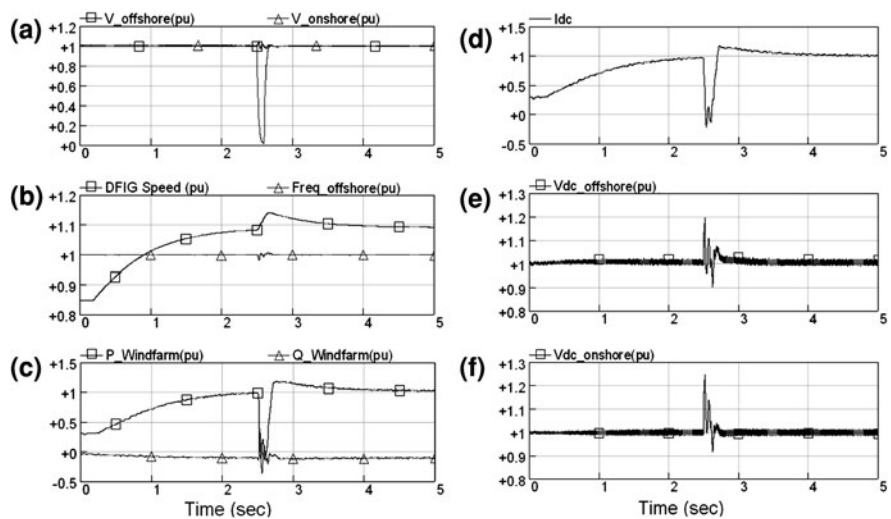 (a)
V_offshore(pu) V_onshore(pu)
+1.2
+1
+0.8
+0.6
+0.4
+0.2
+0
0 1 2 3 4 5
(b)
DFIG Speed (pu) Freq_offshore(pu)
+1.2
+1.1
+1
+0.9
+0.8
0 1 2 3 4 5
(c)
P_Windfarm(pu) Q_Windfarm(pu)
+1.5
+1
+0.5
+0
-0.5
0 1 2 3 4 5
Time (sec)
(d)
Idc
+1.5
+1
+0.5
+0
-0.5
0 1 2 3 4 5
(e)
Vdc_offshore(pu)
+1.3
+1.2
+1.1
+1
+0.9
+0.8
0 1 2 3 4 5
(f)
Vdc_onshore(pu)
+1.3
+1.2
+1.1
+1
+0.9
+0.8
0 1 2 3 4 5
Time (sec)